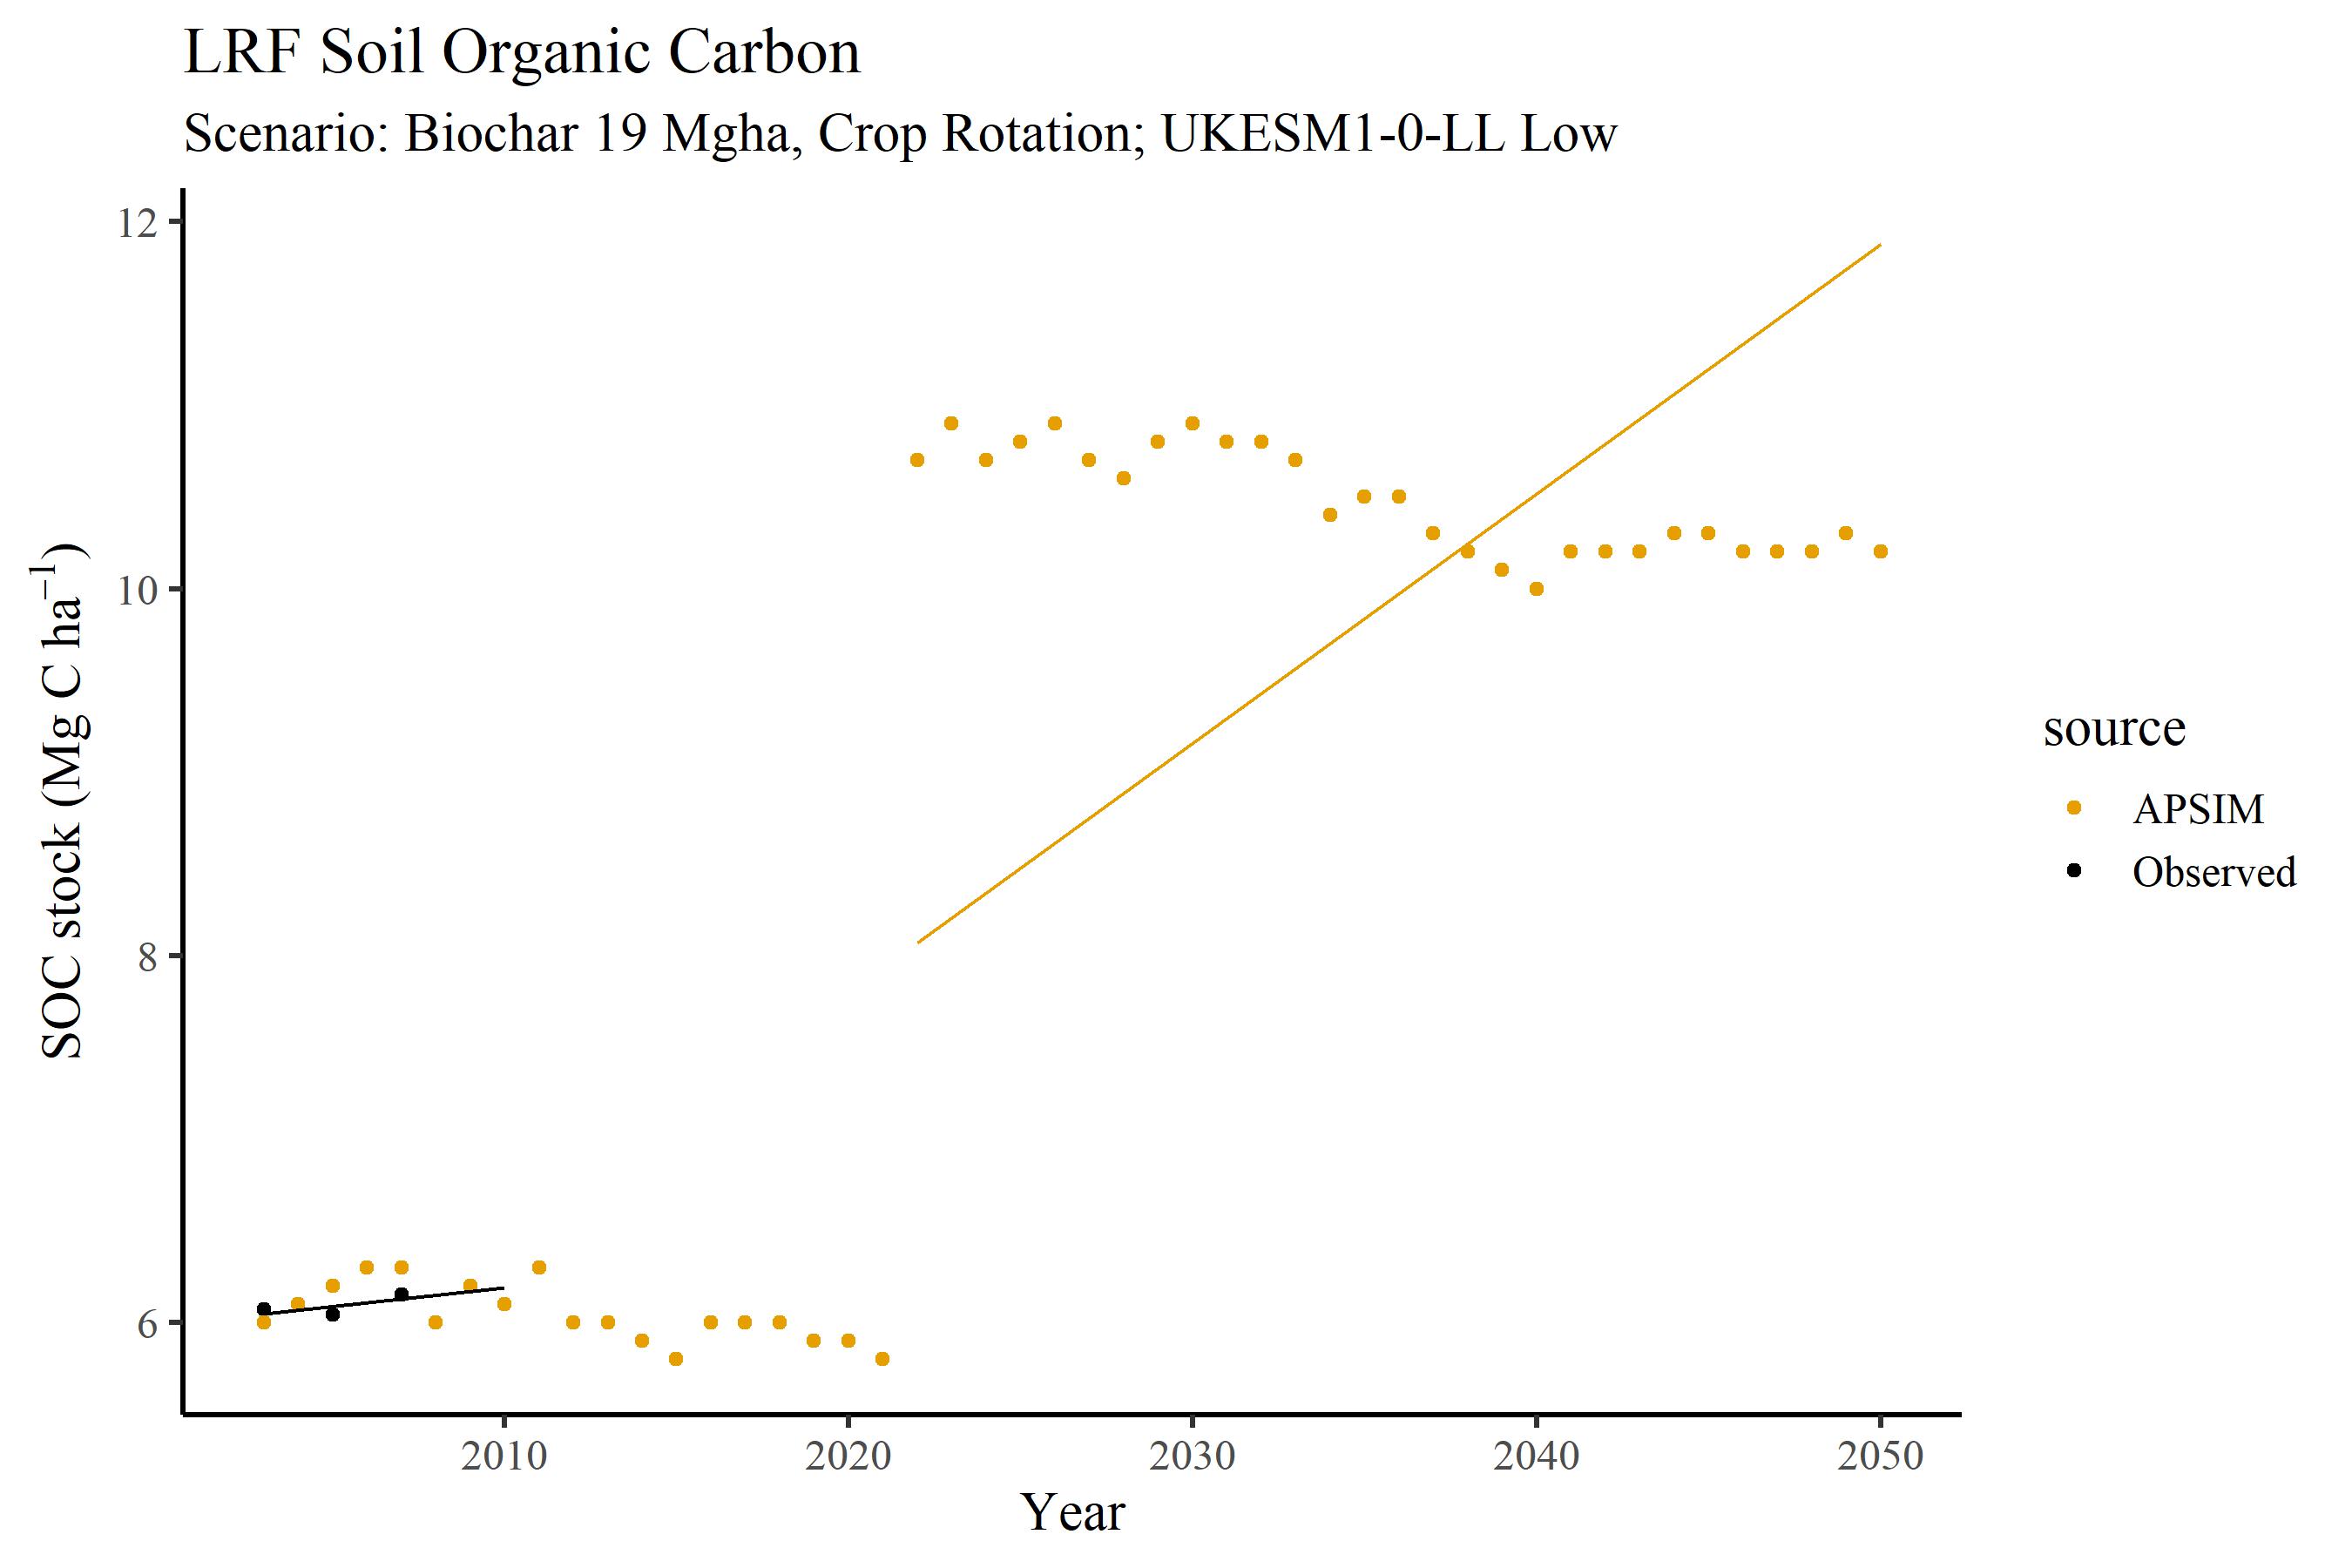 LRF Soil Organic Carbon
Scenario: Biochar 19 Mgha, Crop Rotation; UKESM1-0-LL Low
12
10
8
6
SOC stock (Mg C ha⁻¹)
2010 2020 2030 2040 2050
Year
source
APSIM
Observed